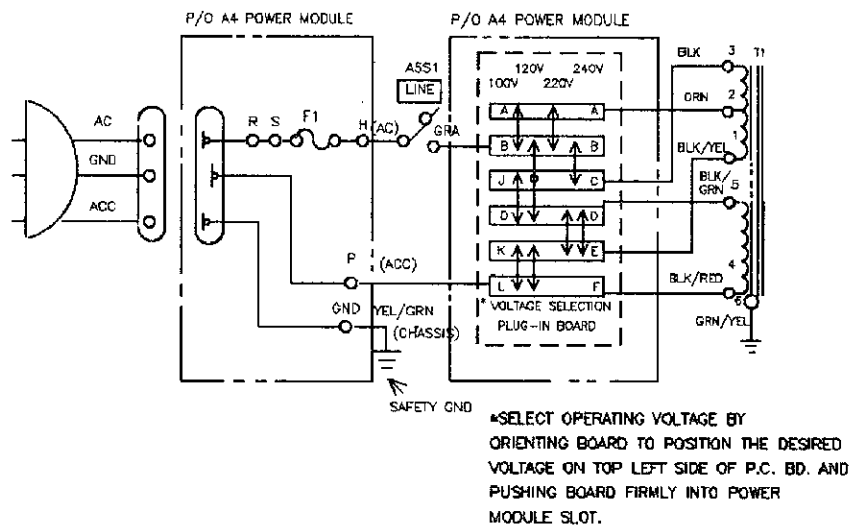 P/O A4 POWER MODULE
P/O A4 POWER MODULE
A5S1
LINE
120V 240V
100V 220V
BLK 3 T1
AC
R S F1 H (AC)
GRA
A A
ORN 2
B B
1
BLK/YEL
GND
J C
BLK/
GRN 5
ACC
D D
K E
P (ACC)
4
BLK/RED
L F
GND YEL/GRN
(CHASSIS)
* VOLTAGE SELECTION
PLUG-IN BOARD
6
GRN/YEL
SAFETY GND
*SELECT OPERATING VOLTAGE BY
ORIENTING BOARD TO POSITION THE DESIRED
VOLTAGE ON TOP LEFT SIDE OF P.C. BD. AND
PUSHING BOARD FIRMLY INTO POWER
MODULE SLOT.